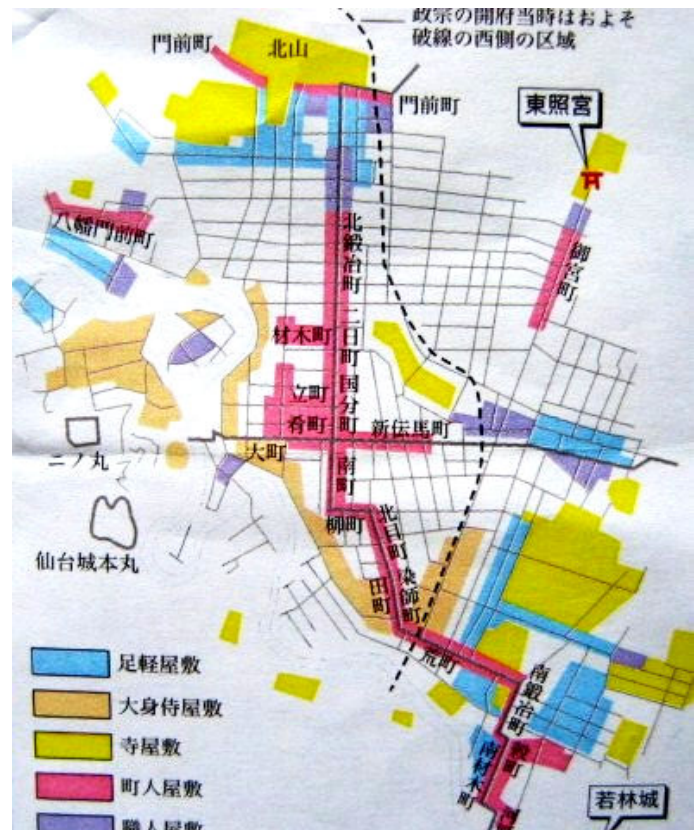 政宗の開府当時はおよそ
破線の西側の区域
門前町
北山
門前町
東照宮
八幡門前町
北鍛冶町
御宮町
二日町
材木町
国分町
立町
肴町
新伝馬町
大町
南町
二ノ丸
柳町
北目町
仙台城本丸
染師町
田町
荒町
南鍛冶町
穀町
南材木町
若林城
足軽屋敷
大身侍屋敷
寺屋敷
町人屋敷
職人屋敷